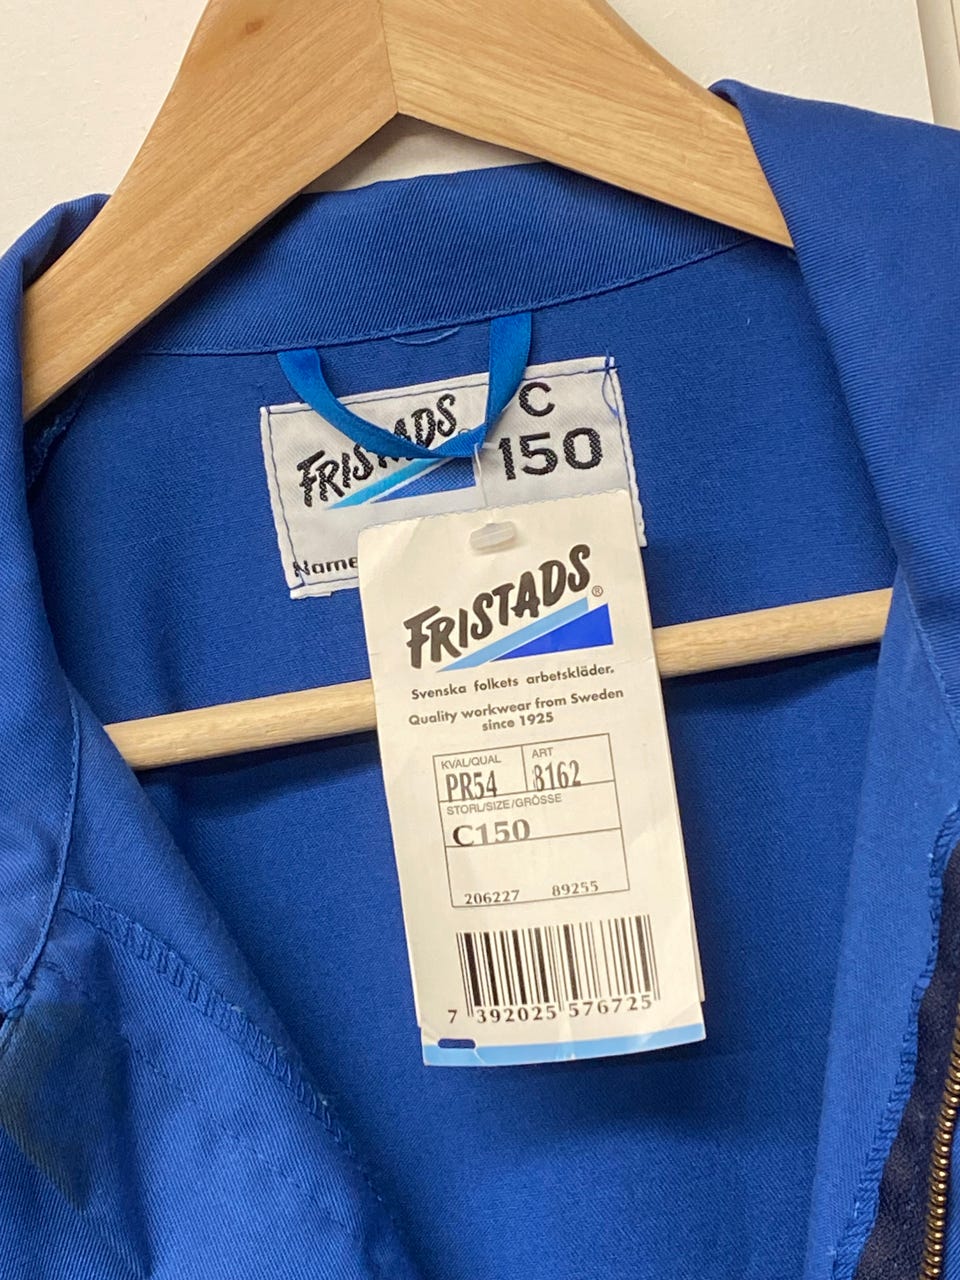 FRISTADS
C
150
Name
FRISTADS®
Svenska folkets arbetskläder.
Quality workwear from Sweden
since 1925
KVAL/QUAL ART
PR54 8162
STORL/SIZE/GRÖSSE
C150
206227 89255
7 392025 576725